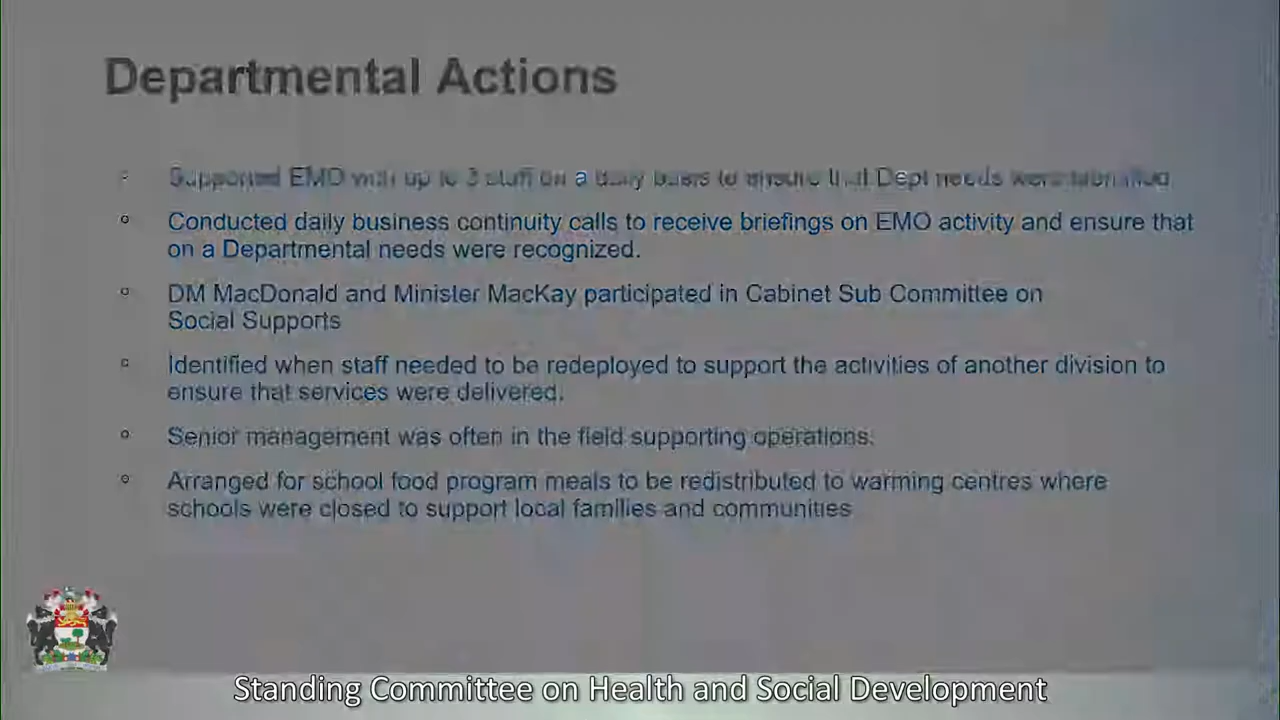 Departmental Actions
Supported EMO with up to 3 staff on a daily basis to ensure that Dept needs were
Conducted daily business continuity calls to receive briefings on EMO activity and ensure that
on a Departmental needs were recognized.
DM MacDonald and Minister MacKay participated in Cabinet Sub Committee on
Social Supports
Identified when staff needed to be redeployed to support the activities of another division to
ensure that services were delivered.
Senior management was often in the field supporting operations.
Arranged for school food program meals to be redistributed to warming centres where
schools were closed to support local families and communities
Standing Committee on Health and Social Development